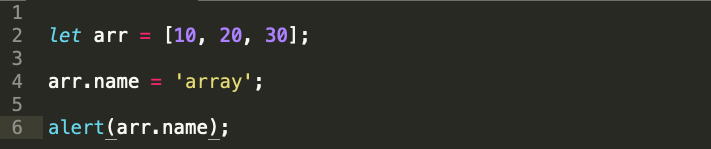 1
2 let arr = [10, 20, 30];
3
4 arr.name = 'array';
5
6 alert(arr.name);